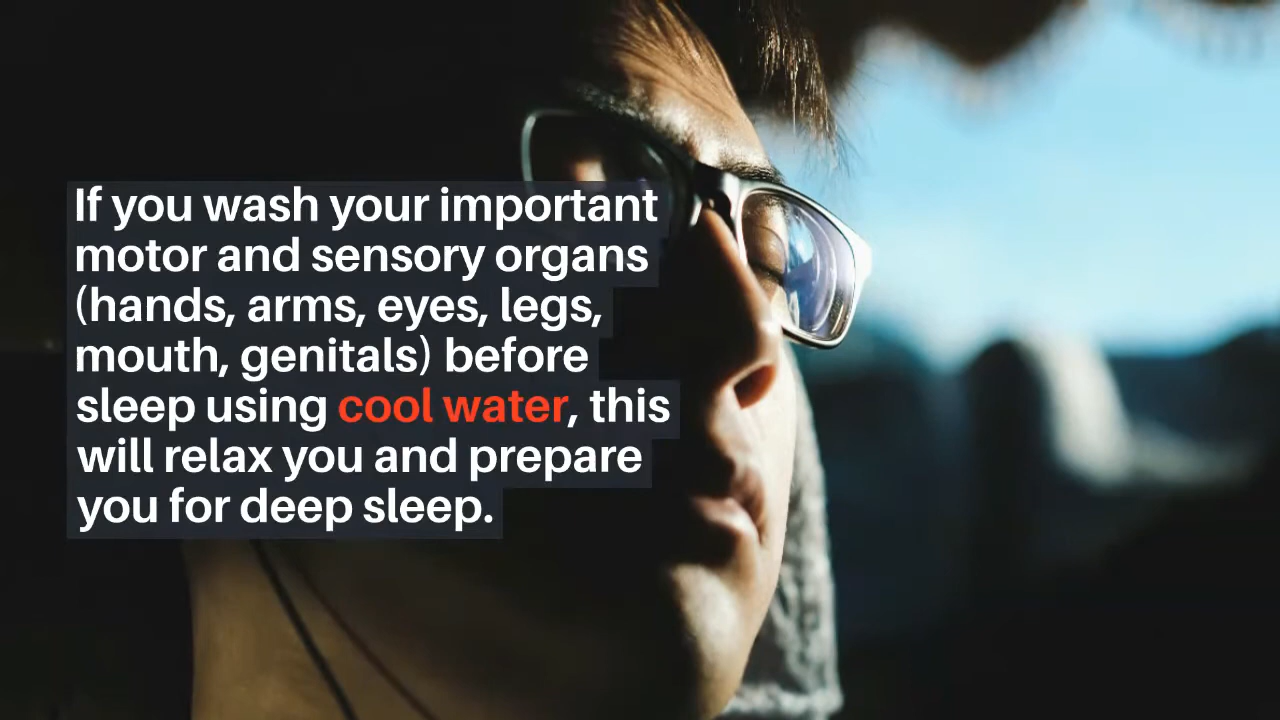 If you wash your important
motor and sensory organs
(hands, arms, eyes, legs,
mouth, genitals) before
sleep using cool water, this
will relax you and prepare
you for deep sleep.